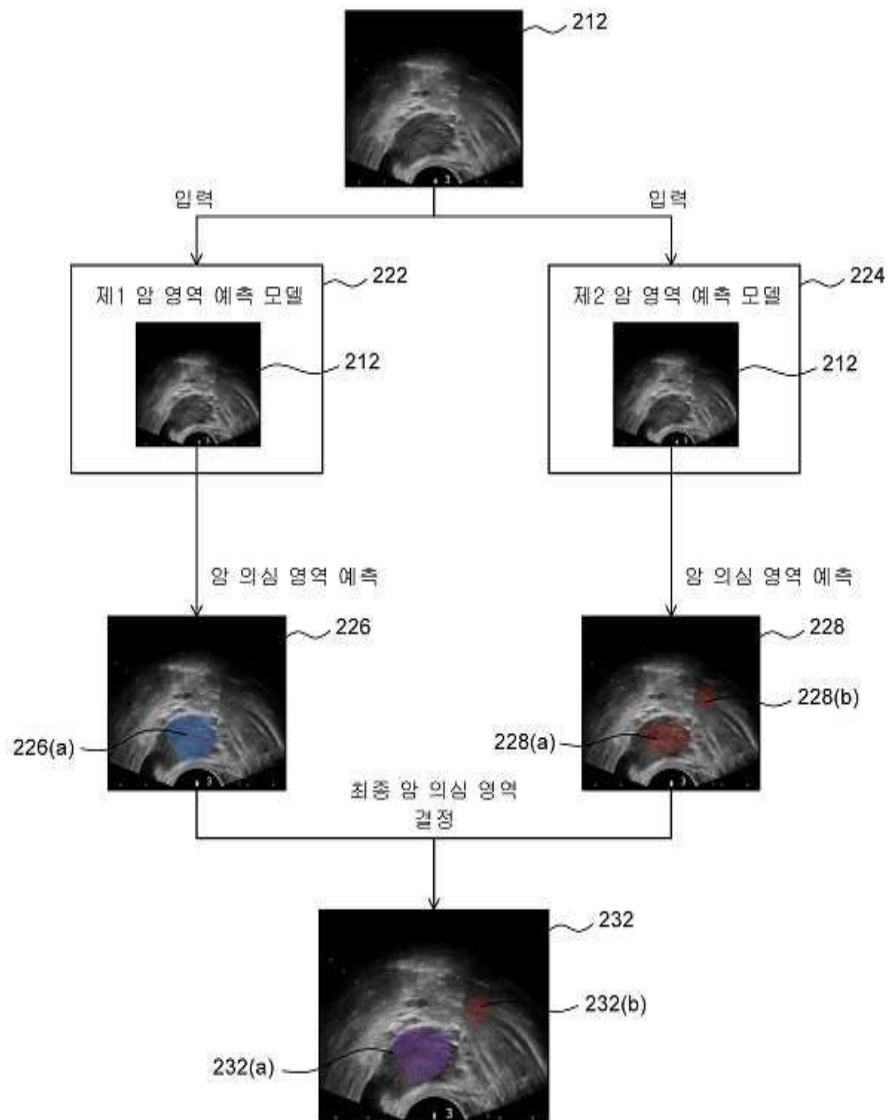 212
입력
입력
222
제1 암 영역 예측 모델
212
224
제2 암 영역 예측 모델
212
암 의심 영역 예측
암 의심 영역 예측
226
226(a)
228
228(b)
228(a)
최종 암 의심 영역
결정
232
232(b)
232(a)